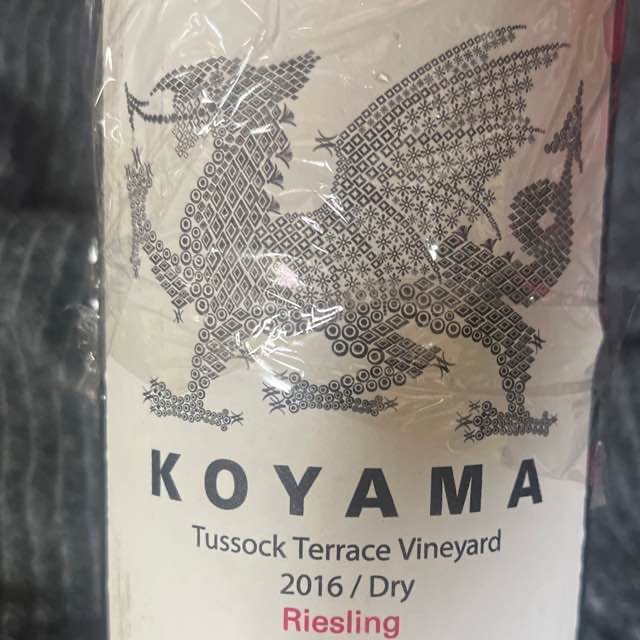 KOYAMA
Tussock Terrace Vineyard
2016 / Dry
Riesling